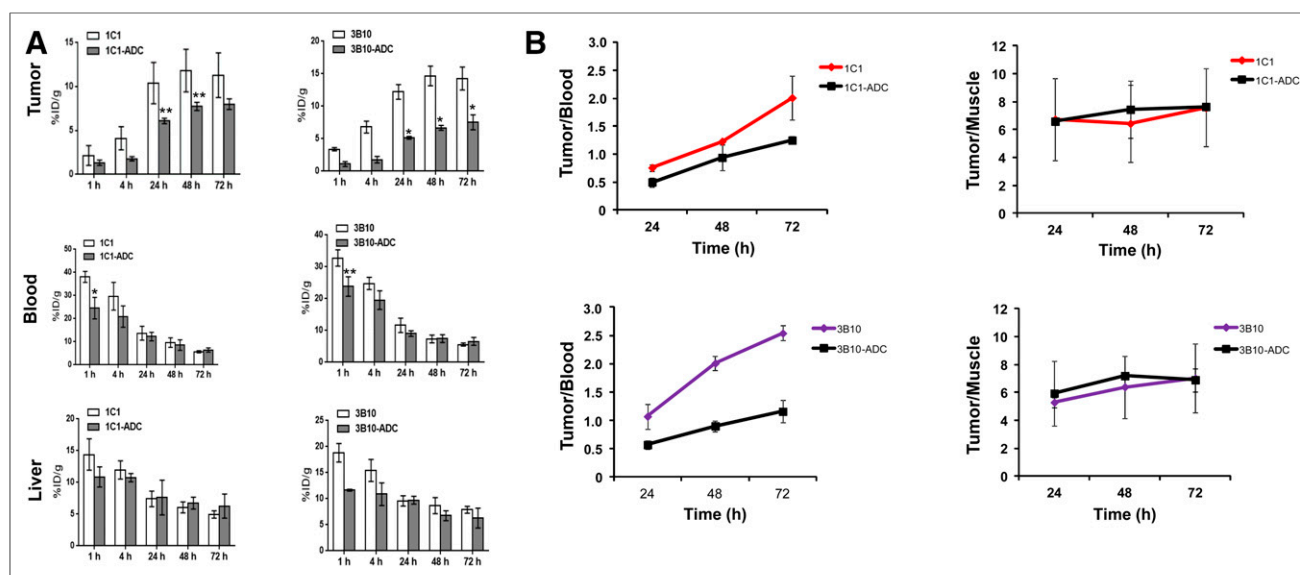 A
Tumor
%ID/g
15
10
5
0
1C1
1C1-ADC
** **
1 h 4 h 24 h 48 h 72 h
%ID/g
20
15
10
5
0
3B10
3B10-ADC
* * *
1 h 4 h 24 h 48 h 72 h
Blood
%ID/g
50
40
30
20
10
0
1C1
1C1-ADC
*
1 h 4 h 24 h 48 h 72 h
%ID/g
40
30
20
10
0
3B10
3B10-ADC
**
1 h 4 h 24 h 48 h 72 h
Liver
%ID/g
20
15
10
5
0
1C1
1C1-ADC
1 h 4 h 24 h 48 h 72 h
%ID/g
25
20
15
10
5
0
3B10
3B10-ADC
1 h 4 h 24 h 48 h 72 h
B
Tumor/Blood
3.0
2.5
2.0
1.5
1.0
0.5
0
1C1
1C1-ADC
24 48 72
Time (h)
Tumor/Muscle
12
10
8
6
4
2
0
1C1
1C1-ADC
24 48 72
Time (h)
Tumor/Blood
3.0
2.5
2.0
1.5
1.0
0.5
0
3B10
3B10-ADC
24 48 72
Time (h)
Tumor/Muscle
12
10
8
6
4
2
0
3B10
3B10-ADC
24 48 72
Time (h)